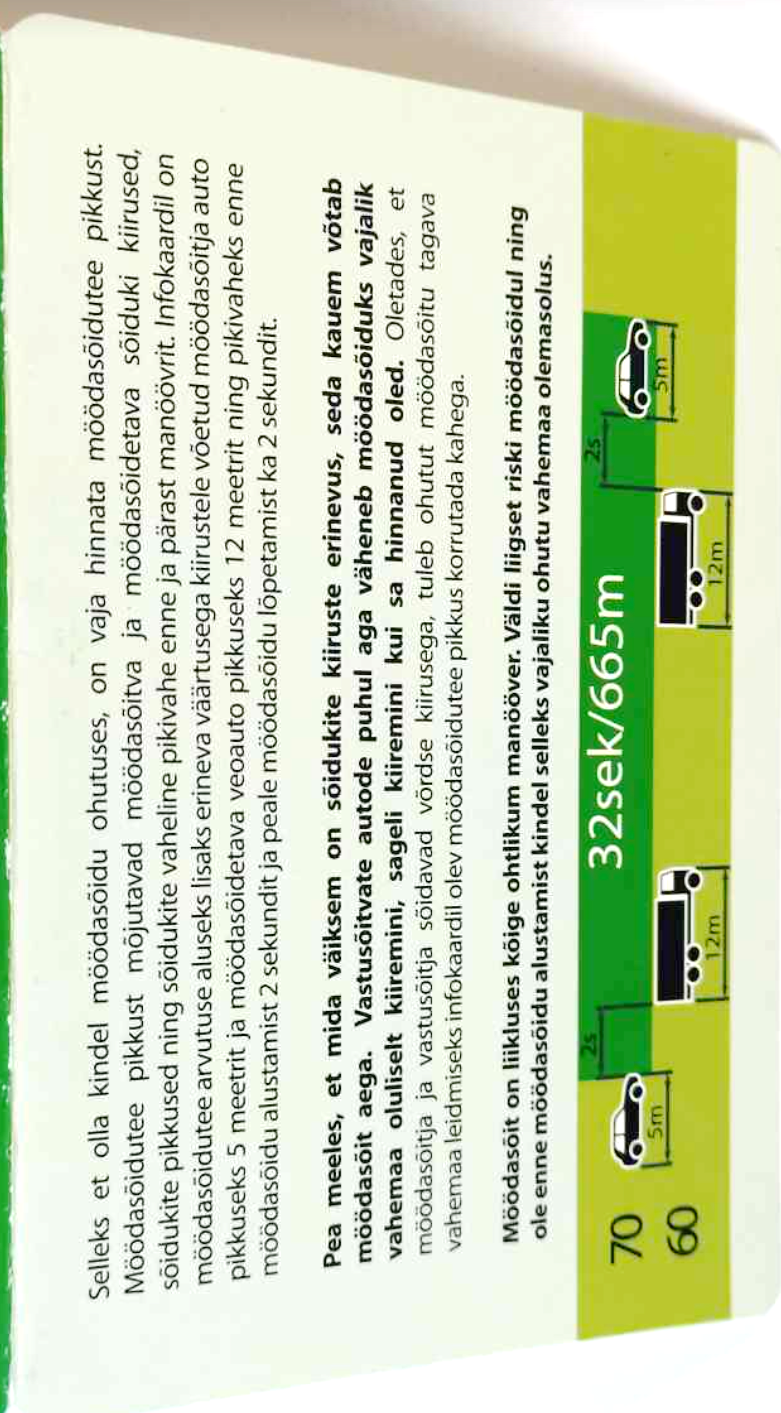 Selleks et olla kindel möödasõidu ohutuses, on vaja hinnata möödasõidutee pikkust.
Möödasõidutee pikkust mõjutavad möödasõitva ja möödasõidetava sõiduki kiirused,
sõidukite pikkused ning sõidukite vaheline pikivahe enne ja pärast manöövrit. Infokaardil on
möödasõidutee arvutuse aluseks lisaks erineva väärtusega kiirustele võetud möödasõitja auto
pikkuseks 5 meetrit ja möödasõidetava veoauto pikkuseks 12 meetrit ning pikivaheks enne
möödasõidu alustamist 2 sekundit ja peale möödasõidu lõpetamist ka 2 sekundit.
Pea meeles, et mida väiksem on sõidukite kiiruste erinevus, seda kauem võtab
möödasõit aega. Vastusõitvate autode puhul aga väheneb möödasõiduks vajalik
vahemaa oluliselt kiiremini, sageli kiiremini kui sa hinnanud oled. Oletades, et
möödasõitja ja vastusõitja sõidavad võrdse kiirusega, tuleb ohutut möödasõitu tagava
vahemaa leidmiseks infokaardil olev möödasõidutee pikkus korrutada kahega.
Möödasõit on liikluses kõige ohtlikum manööver. Väldi liigset riski möödasõidul ning
ole enne möödasõidu alustamist kindel selleks vajaliku ohutu vahemaa olemasolus.
2s 32sek/665m 2s
70
5m 5m
60
12m 12m